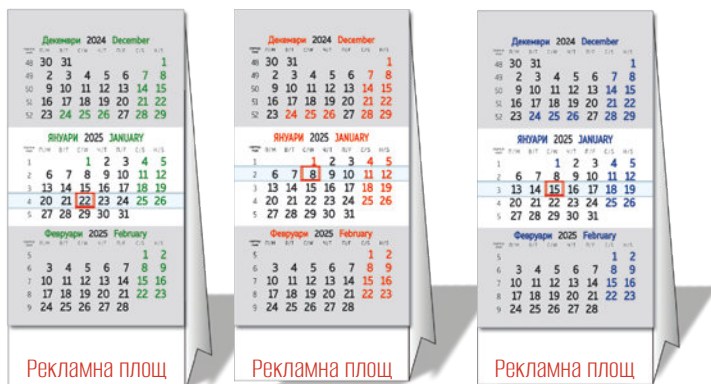 Декември 2024 December
П/M В/T С/W Ч/T П/F С/S Н/S
48 30 31 1
49 2 3 4 5 6 7 8
50 9 10 11 12 13 14 15
51 16 17 18 19 20 21 22
52 23 24 25 26 27 28 29
ЯНУАРИ 2025 JANUARY
П/M В/T С/W Ч/T П/F С/S Н/S
1 1 2 3 4 5
2 6 7 8 9 10 11 12
3 13 14 15 16 17 18 19
4 20 21 22 23 24 25 26
5 27 28 29 30 31
Февруари 2025 February
П/M В/T С/W Ч/T П/F С/S Н/S
5 1 2
6 3 4 5 6 7 8 9
7 10 11 12 13 14 15 16
8 17 18 19 20 21 22 23
9 24 25 26 27 28
Рекламна площ
Декември 2024 December
П/M В/T С/W Ч/T П/F С/S Н/S
48 30 31 1
49 2 3 4 5 6 7 8
50 9 10 11 12 13 14 15
51 16 17 18 19 20 21 22
52 23 24 25 26 27 28 29
ЯНУАРИ 2025 JANUARY
П/M В/T С/W Ч/T П/F С/S Н/S
1 1 2 3 4 5
2 6 7 8 9 10 11 12
3 13 14 15 16 17 18 19
4 20 21 22 23 24 25 26
5 27 28 29 30 31
Февруари 2025 February
П/M В/T С/W Ч/T П/F С/S Н/S
5 1 2
6 3 4 5 6 7 8 9
7 10 11 12 13 14 15 16
8 17 18 19 20 21 22 23
9 24 25 26 27 28
Рекламна площ
Декември 2024 December
П/M В/T С/W Ч/T П/F С/S Н/S
48 30 31 1
49 2 3 4 5 6 7 8
50 9 10 11 12 13 14 15
51 16 17 18 19 20 21 22
52 23 24 25 26 27 28 29
ЯНУАРИ 2025 JANUARY
П/M В/T С/W Ч/T П/F С/S Н/S
1 1 2 3 4 5
2 6 7 8 9 10 11 12
3 13 14 15 16 17 18 19
4 20 21 22 23 24 25 26
5 27 28 29 30 31
Февруари 2025 February
П/M В/T С/W Ч/T П/F С/S Н/S
5 1 2
6 3 4 5 6 7 8 9
7 10 11 12 13 14 15 16
8 17 18 19 20 21 22 23
9 24 25 26 27 28
Рекламна площ